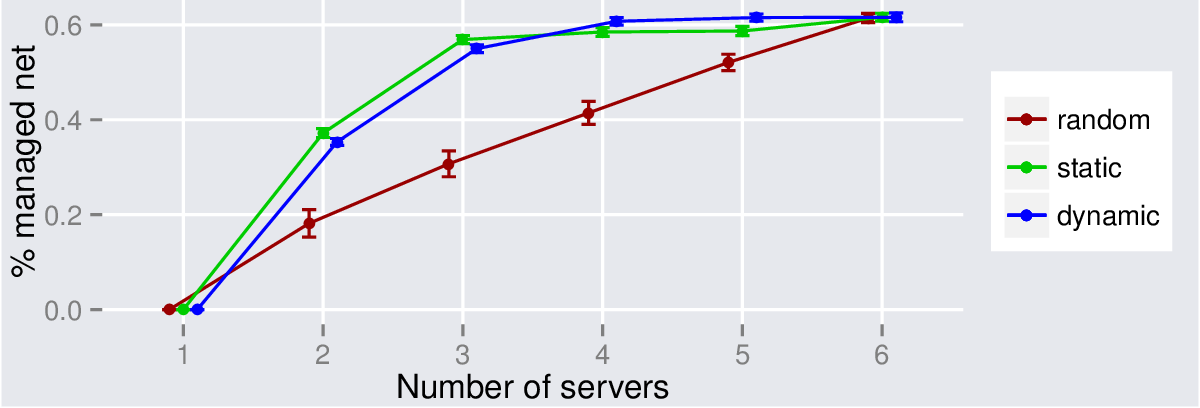 % managed net
0.6
0.4
0.2
0.0
1 2 3 4 5 6
Number of servers
random
static
dynamic